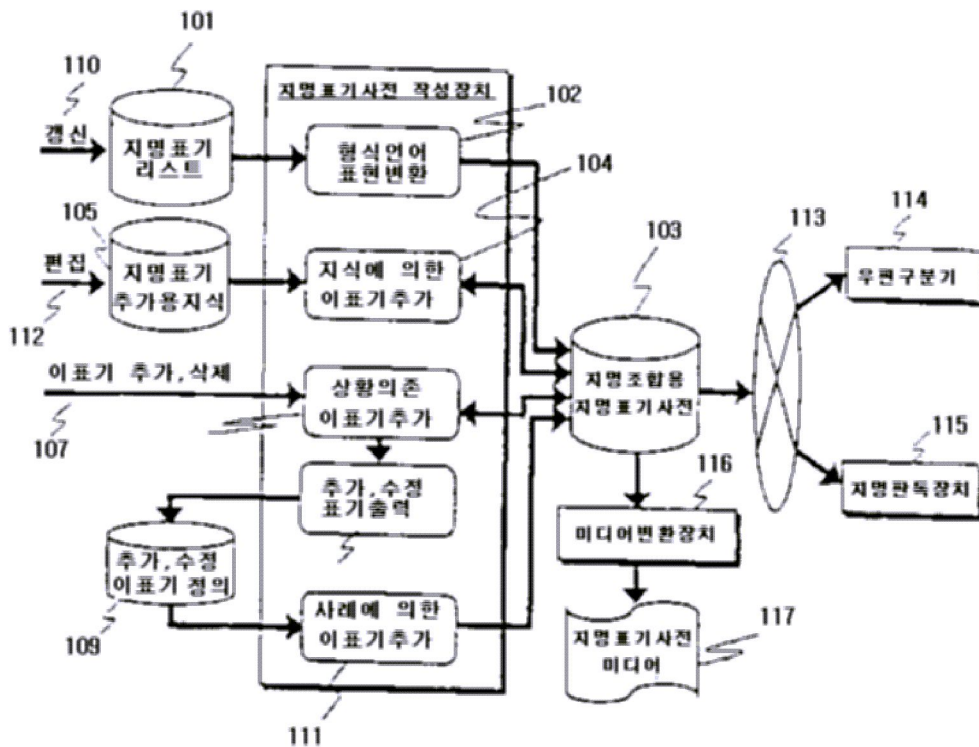 101
110
갱신
지명표기
리스트
지명표기사전 작성장치
102
형식언어
표현변환
104
105
편집
112
지명표기
추가용지식
지식에 의한
이표기추가
103
113
114
우편구분기
이표기 추가,삭제
107
상황의존
이표기추가
지명조합용
지명표기사전
추가,수정
표기출력
116
미디어변환장치
115
지명판독장치
추가,수정
이표기 정의
109
사례에 의한
이표기추가
111
지명표기사전
미디어
117